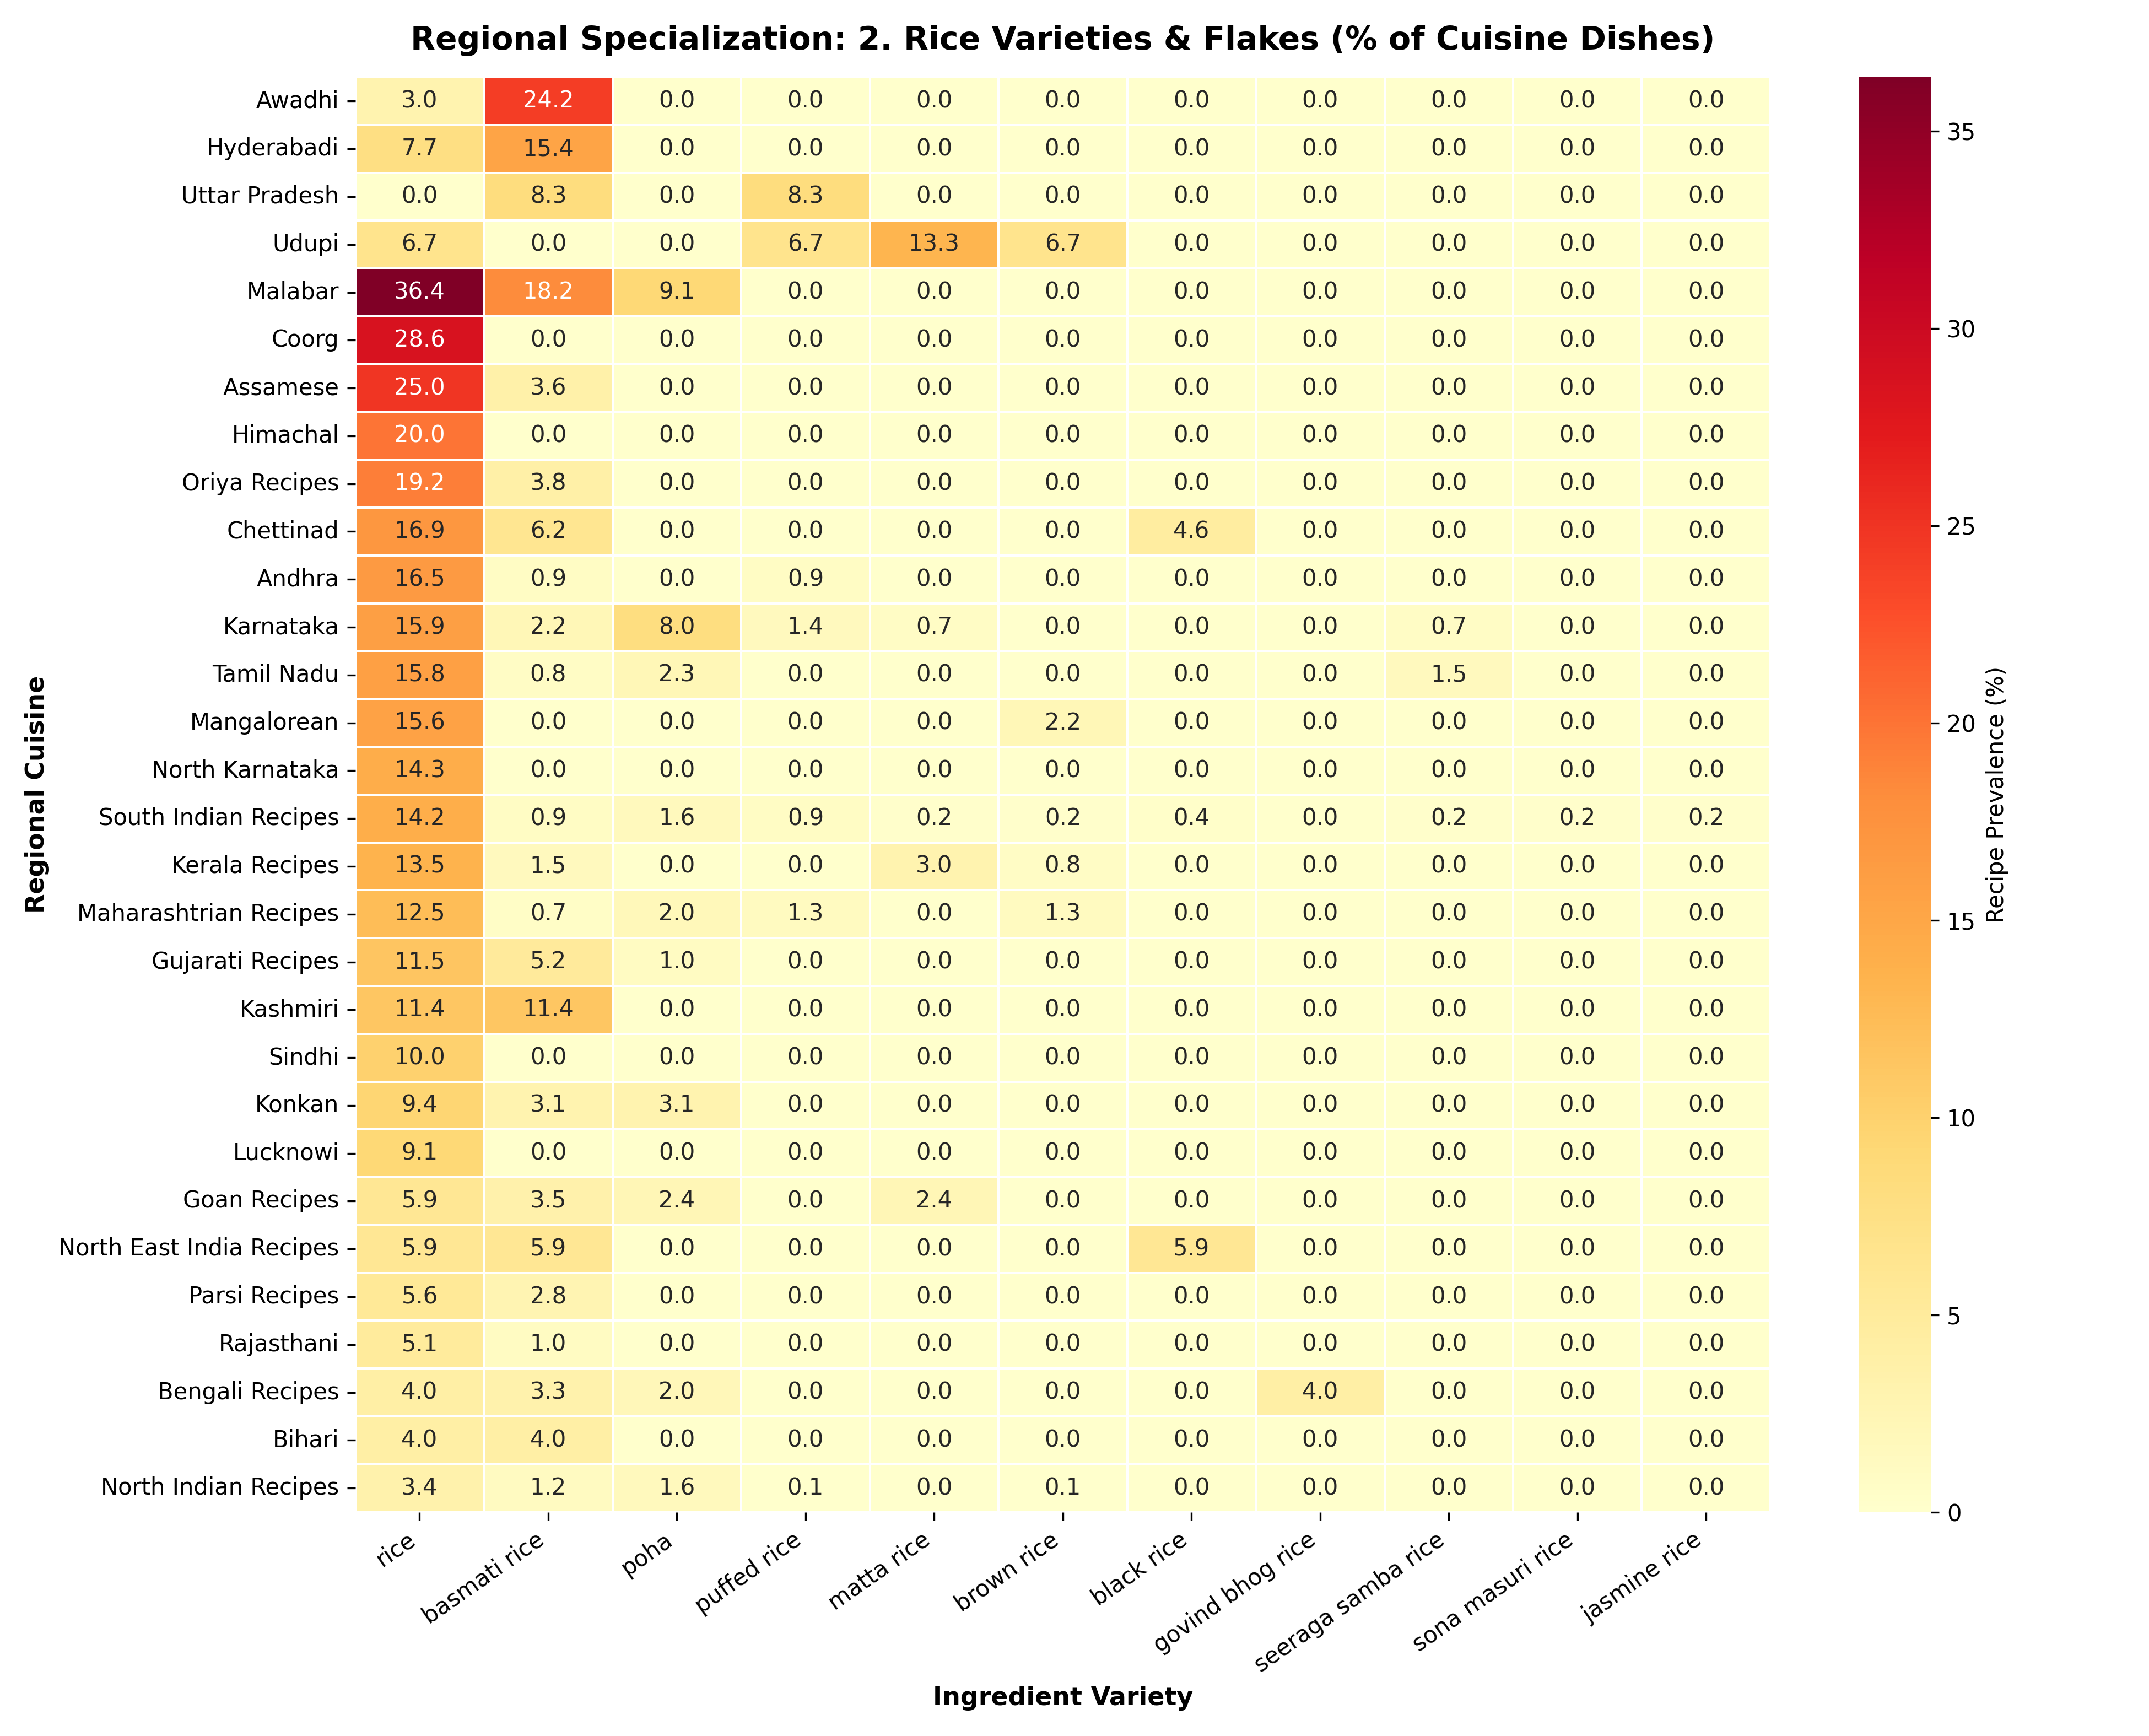 Regional Specialization: 2. Rice Varieties & Flakes (% of Cuisine Dishes)
Awadhi 3.0 24.2 0.0 0.0 0.0 0.0 0.0 0.0 0.0 0.0 0.0
Hyderabadi 7.7 15.4 0.0 0.0 0.0 0.0 0.0 0.0 0.0 0.0 0.0
Uttar Pradesh 0.0 8.3 0.0 8.3 0.0 0.0 0.0 0.0 0.0 0.0 0.0
Udupi 6.7 0.0 0.0 6.7 13.3 6.7 0.0 0.0 0.0 0.0 0.0
Malabar 36.4 18.2 9.1 0.0 0.0 0.0 0.0 0.0 0.0 0.0 0.0
Coorg 28.6 0.0 0.0 0.0 0.0 0.0 0.0 0.0 0.0 0.0 0.0
Assamese 25.0 3.6 0.0 0.0 0.0 0.0 0.0 0.0 0.0 0.0 0.0
Himachal 20.0 0.0 0.0 0.0 0.0 0.0 0.0 0.0 0.0 0.0 0.0
Oriya Recipes 19.2 3.8 0.0 0.0 0.0 0.0 0.0 0.0 0.0 0.0 0.0
Chettinad 16.9 6.2 0.0 0.0 0.0 0.0 4.6 0.0 0.0 0.0 0.0
Andhra 16.5 0.9 0.0 0.9 0.0 0.0 0.0 0.0 0.0 0.0 0.0
Karnataka 15.9 2.2 8.0 1.4 0.7 0.0 0.0 0.0 0.7 0.0 0.0
Tamil Nadu 15.8 0.8 2.3 0.0 0.0 0.0 0.0 0.0 1.5 0.0 0.0
Mangalorean 15.6 0.0 0.0 0.0 0.0 2.2 0.0 0.0 0.0 0.0 0.0
North Karnataka 14.3 0.0 0.0 0.0 0.0 0.0 0.0 0.0 0.0 0.0 0.0
South Indian Recipes 14.2 0.9 1.6 0.9 0.2 0.2 0.4 0.0 0.2 0.2 0.2
Kerala Recipes 13.5 1.5 0.0 0.0 3.0 0.8 0.0 0.0 0.0 0.0 0.0
Maharashtrian Recipes 12.5 0.7 2.0 1.3 0.0 1.3 0.0 0.0 0.0 0.0 0.0
Gujarati Recipes 11.5 5.2 1.0 0.0 0.0 0.0 0.0 0.0 0.0 0.0 0.0
Kashmiri 11.4 11.4 0.0 0.0 0.0 0.0 0.0 0.0 0.0 0.0 0.0
Sindhi 10.0 0.0 0.0 0.0 0.0 0.0 0.0 0.0 0.0 0.0 0.0
Konkan 9.4 3.1 3.1 0.0 0.0 0.0 0.0 0.0 0.0 0.0 0.0
Lucknowi 9.1 0.0 0.0 0.0 0.0 0.0 0.0 0.0 0.0 0.0 0.0
Goan Recipes 5.9 3.5 2.4 0.0 2.4 0.0 0.0 0.0 0.0 0.0 0.0
North East India Recipes 5.9 5.9 0.0 0.0 0.0 0.0 5.9 0.0 0.0 0.0 0.0
Parsi Recipes 5.6 2.8 0.0 0.0 0.0 0.0 0.0 0.0 0.0 0.0 0.0
Rajasthani 5.1 1.0 0.0 0.0 0.0 0.0 0.0 0.0 0.0 0.0 0.0
Bengali Recipes 4.0 3.3 2.0 0.0 0.0 0.0 0.0 4.0 0.0 0.0 0.0
Bihari 4.0 4.0 0.0 0.0 0.0 0.0 0.0 0.0 0.0 0.0 0.0
North Indian Recipes 3.4 1.2 1.6 0.1 0.0 0.1 0.0 0.0 0.0 0.0 0.0
rice
basmati rice
poha
puffed rice
matta rice
brown rice
black rice
govind bhog rice
seeraga samba rice
sona masuri rice
jasmine rice
Ingredient Variety
Regional Cuisine
35
30
25
20
15
10
5
0
Recipe Prevalence (%)